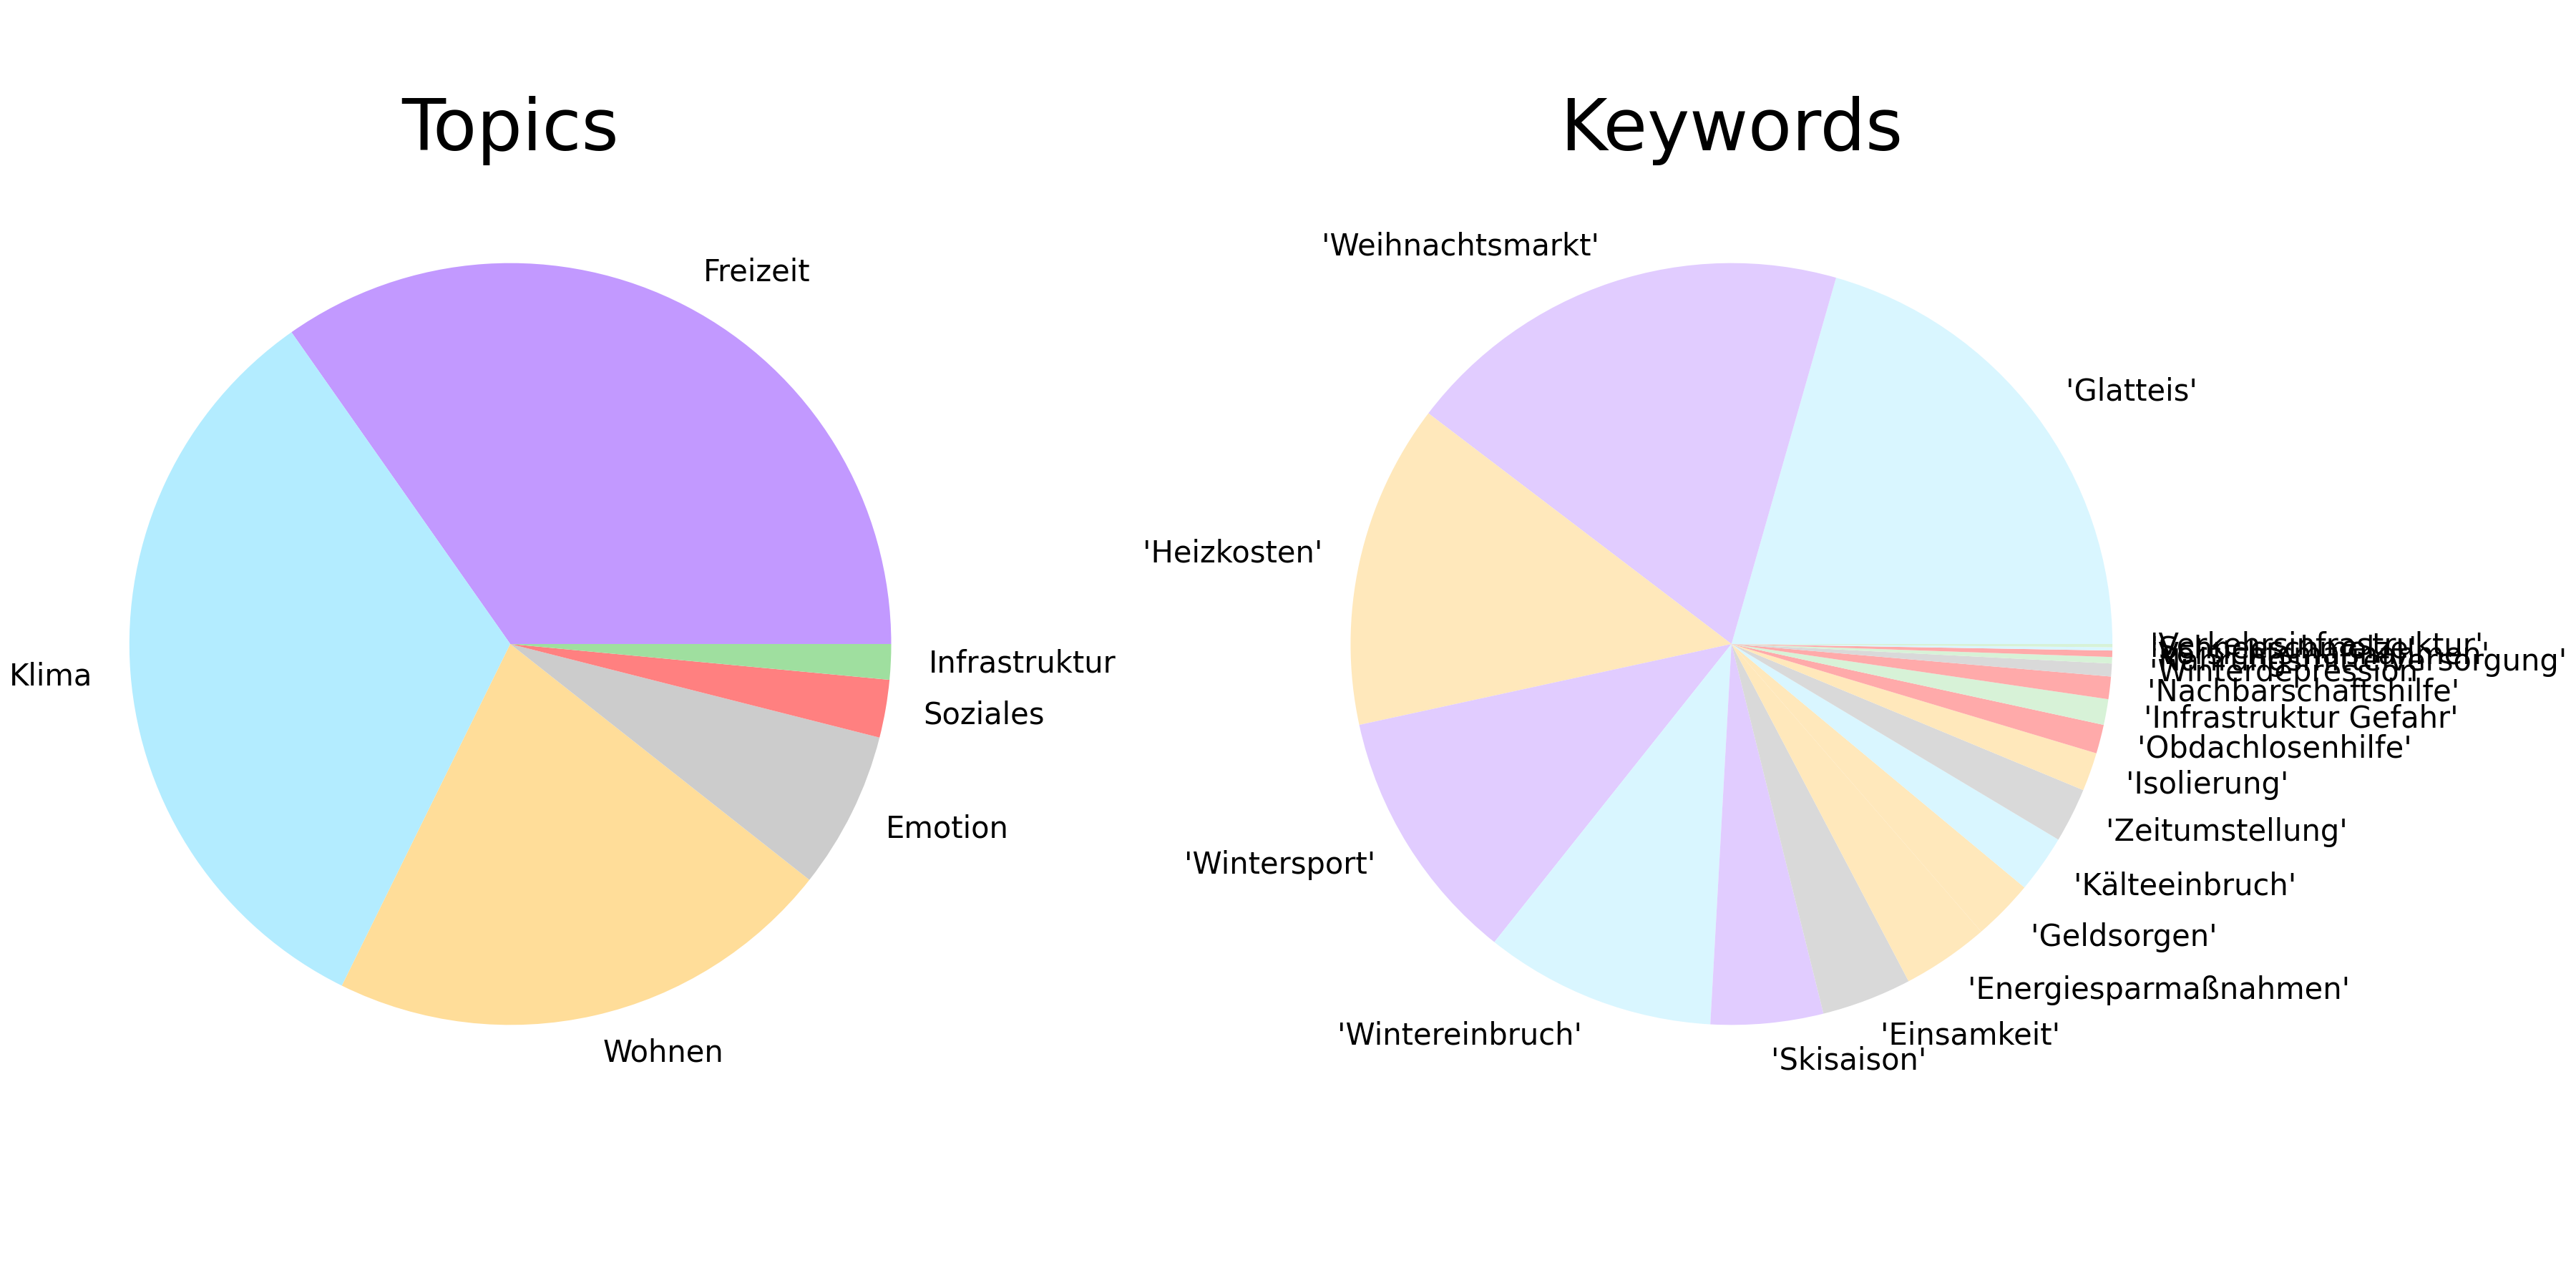 Topics
Freizeit
Klima
Wohnen
Emotion
Soziales
Infrastruktur
Keywords
'Glatteis'
'Weihnachtsmarkt'
'Heizkosten'
'Wintersport'
'Wintereinbruch'
'Skisaison'
'Einsamkeit'
'Energiesparmaßnahmen'
'Geldsorgen'
'Kälteeinbruch'
'Zeitumstellung'
'Isolierung'
'Obdachlosenhilfe'
'Infrastruktur Gefahr'
'Nachbarschaftshilfe'
'Winterdepression'
'Verkehrsinfrastruktur'